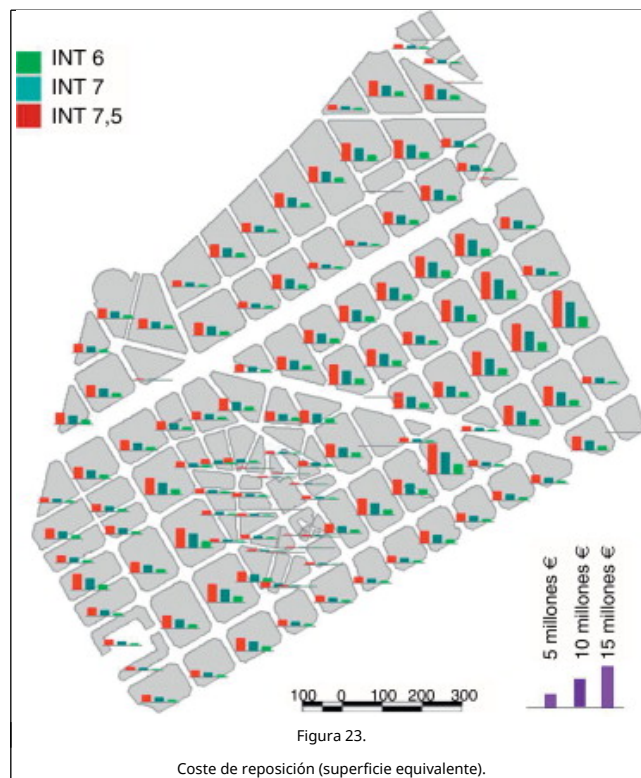 INT 6
INT 7
INT 7,5
5 millones €
10 millones €
15 millones €
100 0 100 200 300
Figura 23.
Coste de reposición (superficie equivalente).